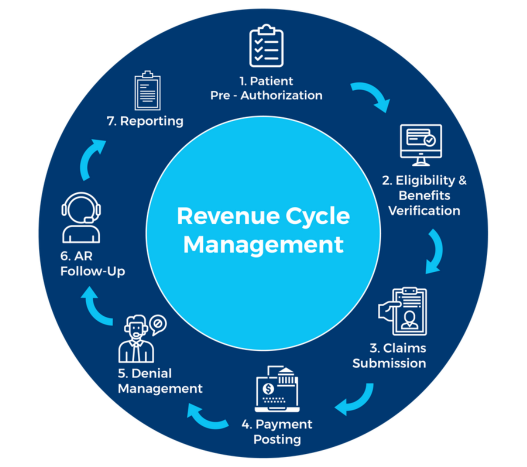 1. Patient
Pre - Authorization
2. Eligibility &
Benefits
Verification
3. Claims
Submission
4. Payment
Posting
5. Denial
Management
6. AR
Follow-Up
7. Reporting
Revenue Cycle
Management